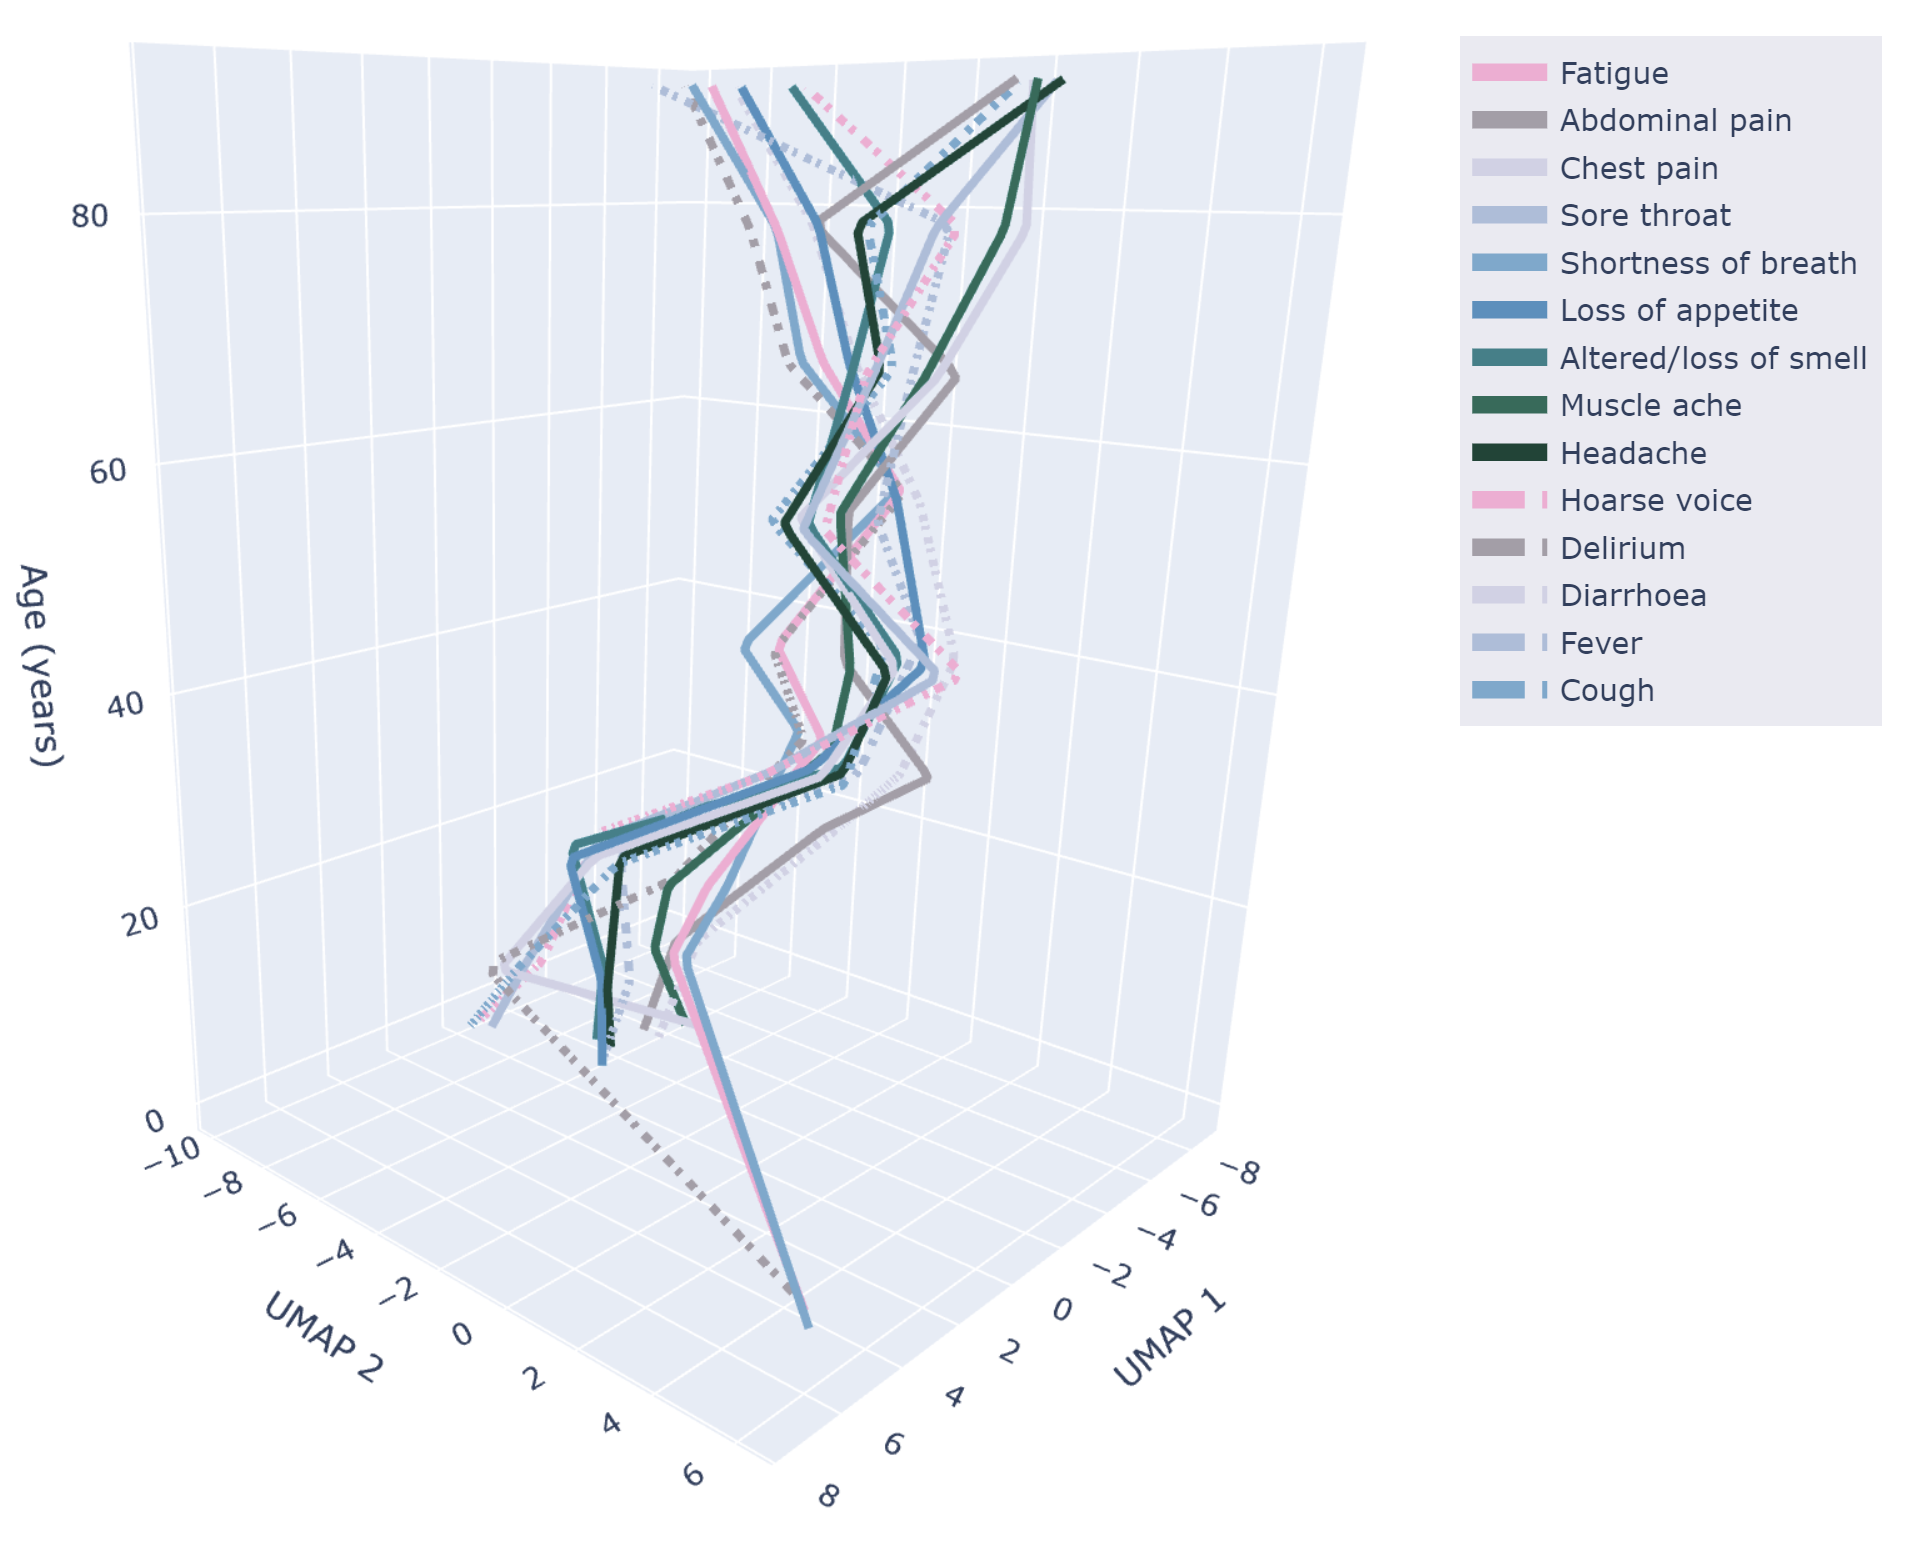 Fatigue
Abdominal pain
Chest pain
Sore throat
Shortness of breath
Loss of appetite
Altered/loss of smell
Muscle ache
Headache
Hoarse voice
Delirium
Diarrhoea
Fever
Cough
80
60
40
20
0
Age (years)
−10
−8
−6
−4
−2
0
2
4
6
UMAP 2
−8
−6
−4
−2
0
2
4
6
8
UMAP 1